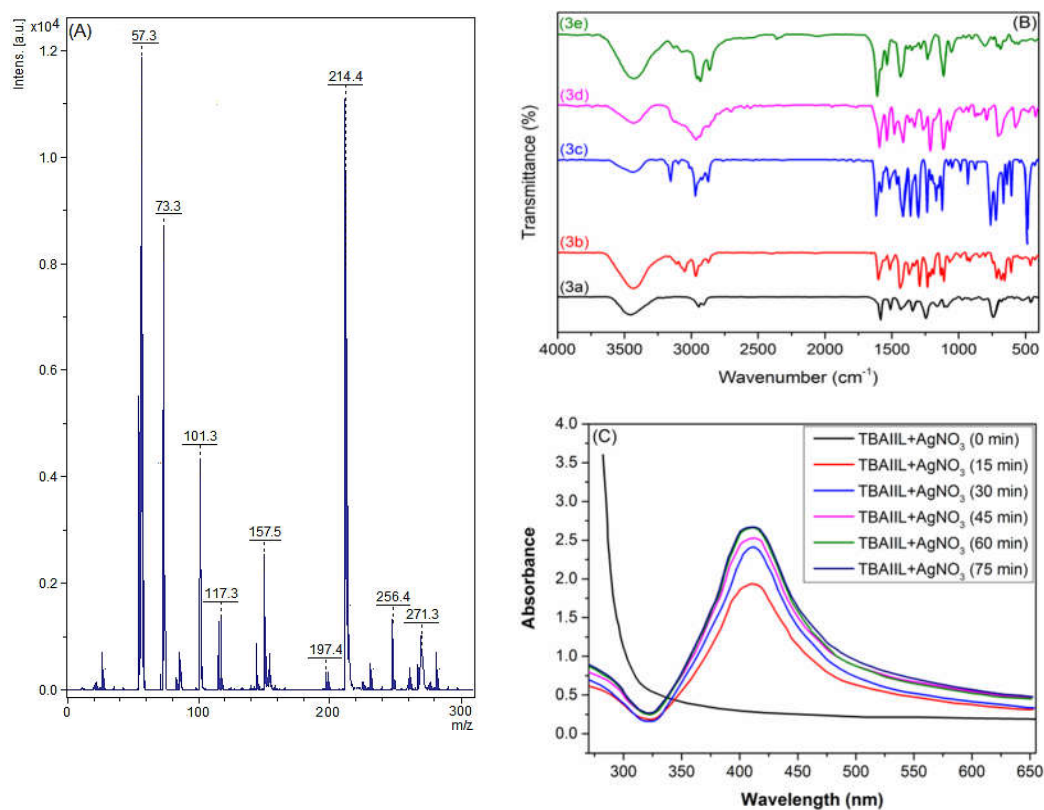 (A)
Intens. [a.u.]
x10⁴
1.2
1.0
0.8
0.6
0.4
0.2
0.0
57.3
214.4
73.3
101.3
157.5
117.3
197.4
256.4
271.3
0
100
200
300
m/z
(B)
(3e)
(3d)
(3c)
(3b)
(3a)
Transmittance (%)
4000 3500 3000 2500 2000 1500 1000 500
Wavenumber (cm⁻¹)
(C)
4.0
3.5
3.0
2.5
2.0
1.5
1.0
0.5
0.0
Absorbance
TBAIIL+AgNO₃ (0 min)
TBAIIL+AgNO₃ (15 min)
TBAIIL+AgNO₃ (30 min)
TBAIIL+AgNO₃ (45 min)
TBAIIL+AgNO₃ (60 min)
TBAIIL+AgNO₃ (75 min)
300 350 400 450 500 550 600 650
Wavelength (nm)